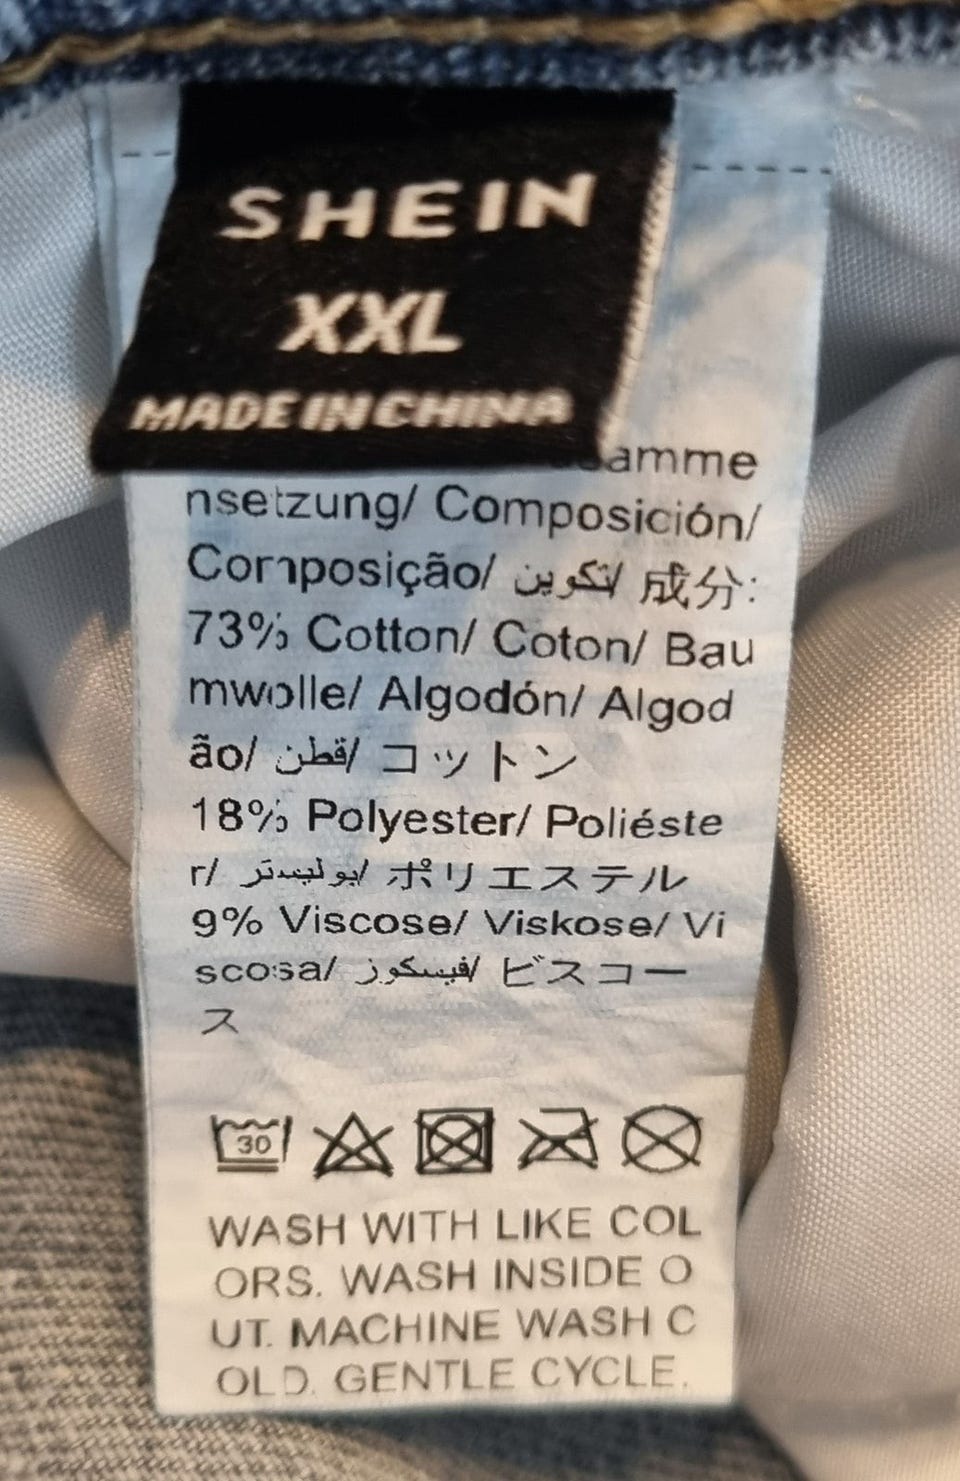 SHEIN
XXL
MADE IN CHINA
amme
nsetzung/ Composición/
Composição/ تكوين/ 成分:
73% Cotton/ Coton/ Bau
mwolle/ Algodón/ Algod
ão/ قطن/ コットン
18% Polyester/ Poliéste
r/ بوليستر/ ポリエステル
9% Viscose/ Viskose/ Vi
scosa/ فيسكوز/ ビスコー
ス
30
WASH WITH LIKE COL
ORS. WASH INSIDE O
UT. MACHINE WASH C
OLD. GENTLE CYCLE.